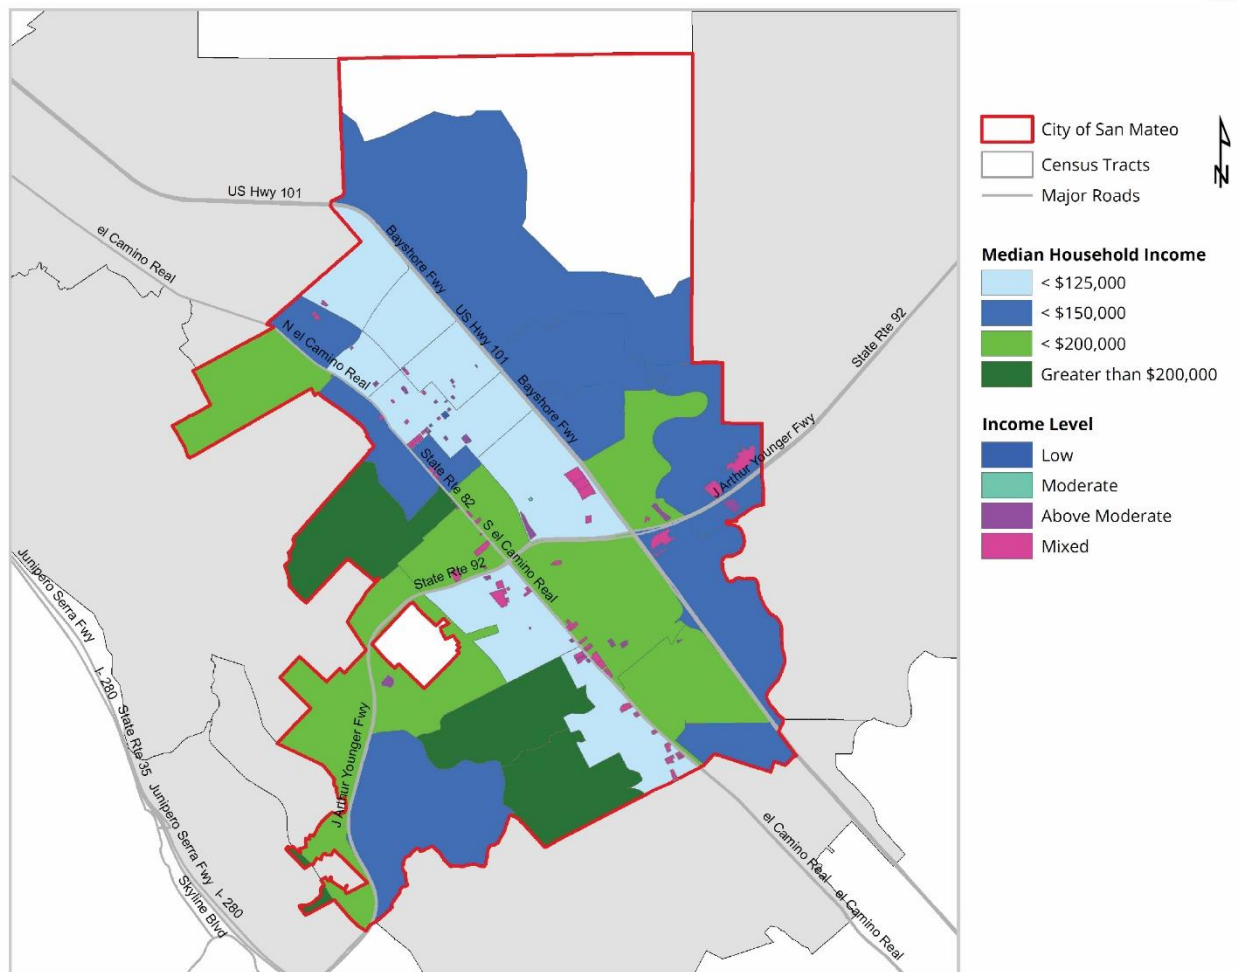 US Hwy 101
el Camino Real
Bayshore Fwy
US Hwy 101
N el Camino Real
Bayshore Fwy
State Rte 92
J Arthur Younger Fwy
State Rte 82
S el Camino Real
State Rte 92
Junipero Serra Fwy
I- 280
State Rte 35
J Arthur Younger Fwy
Junipero Serra Fwy
I- 280
Skyline Blvd
el Camino Real
el Camino Real
City of San Mateo
Census Tracts
Major Roads
N
Median Household Income
< $125,000
< $150,000
< $200,000
Greater than $200,000
Income Level
Low
Moderate
Above Moderate
Mixed